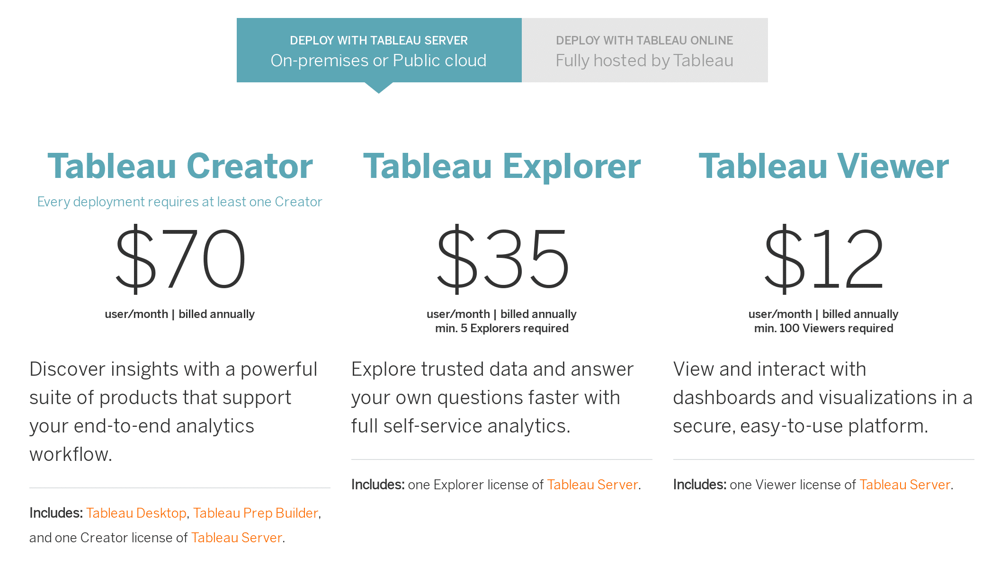 DEPLOY WITH TABLEAU SERVER
On-premises or Public cloud
DEPLOY WITH TABLEAU ONLINE
Fully hosted by Tableau
Tableau Creator
Every deployment requires at least one Creator
$70
user/month | billed annually
Discover insights with a powerful
suite of products that support
your end-to-end analytics
workflow.
Includes: Tableau Desktop, Tableau Prep Builder,
and one Creator license of Tableau Server.
Tableau Explorer
$35
user/month | billed annually
min. 5 Explorers required
Explore trusted data and answer
your own questions faster with
full self-service analytics.
Includes: one Explorer license of Tableau Server.
Tableau Viewer
$12
user/month | billed annually
min. 100 Viewers required
View and interact with
dashboards and visualizations in a
secure, easy-to-use platform.
Includes: one Viewer license of Tableau Server.